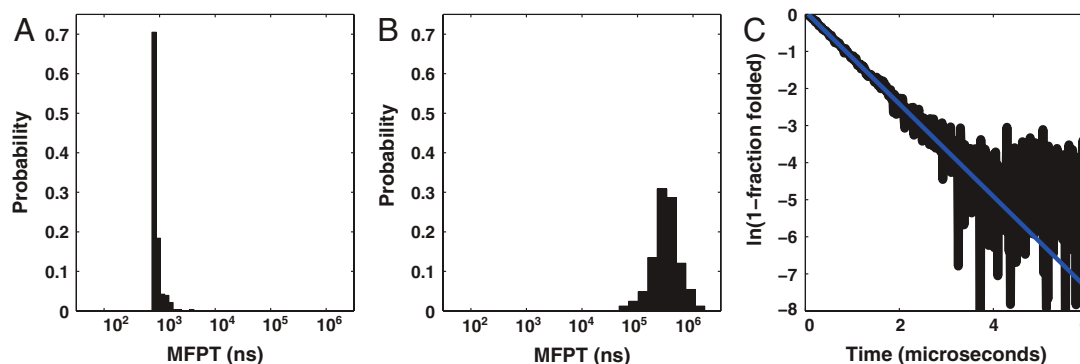 A
0.7
0.6
0.5
0.4
0.3
0.2
0.1
0
Probability
10² 10³ 10⁴ 10⁵ 10⁶
MFPT (ns)
B
0.7
0.6
0.5
0.4
0.3
0.2
0.1
0
Probability
10² 10³ 10⁴ 10⁵ 10⁶
MFPT (ns)
C
0
−1
−2
−3
−4
−5
−6
−7
−8
ln(1−fraction folded)
0 2 4
Time (microseconds)